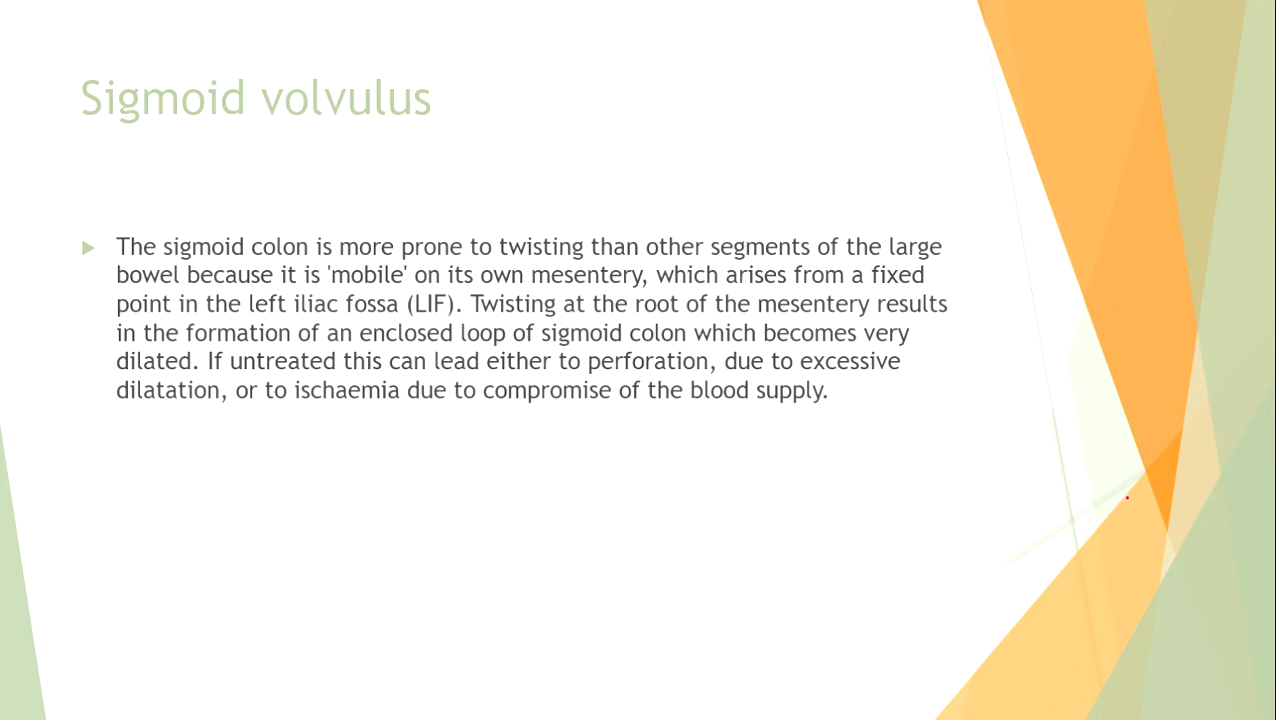 Sigmoid volvulus
The sigmoid colon is more prone to twisting than other segments of the large
bowel because it is 'mobile' on its own mesentery, which arises from a fixed
point in the left iliac fossa (LIF). Twisting at the root of the mesentery results
in the formation of an enclosed loop of sigmoid colon which becomes very
dilated. If untreated this can lead either to perforation, due to excessive
dilatation, or to ischaemia due to compromise of the blood supply.